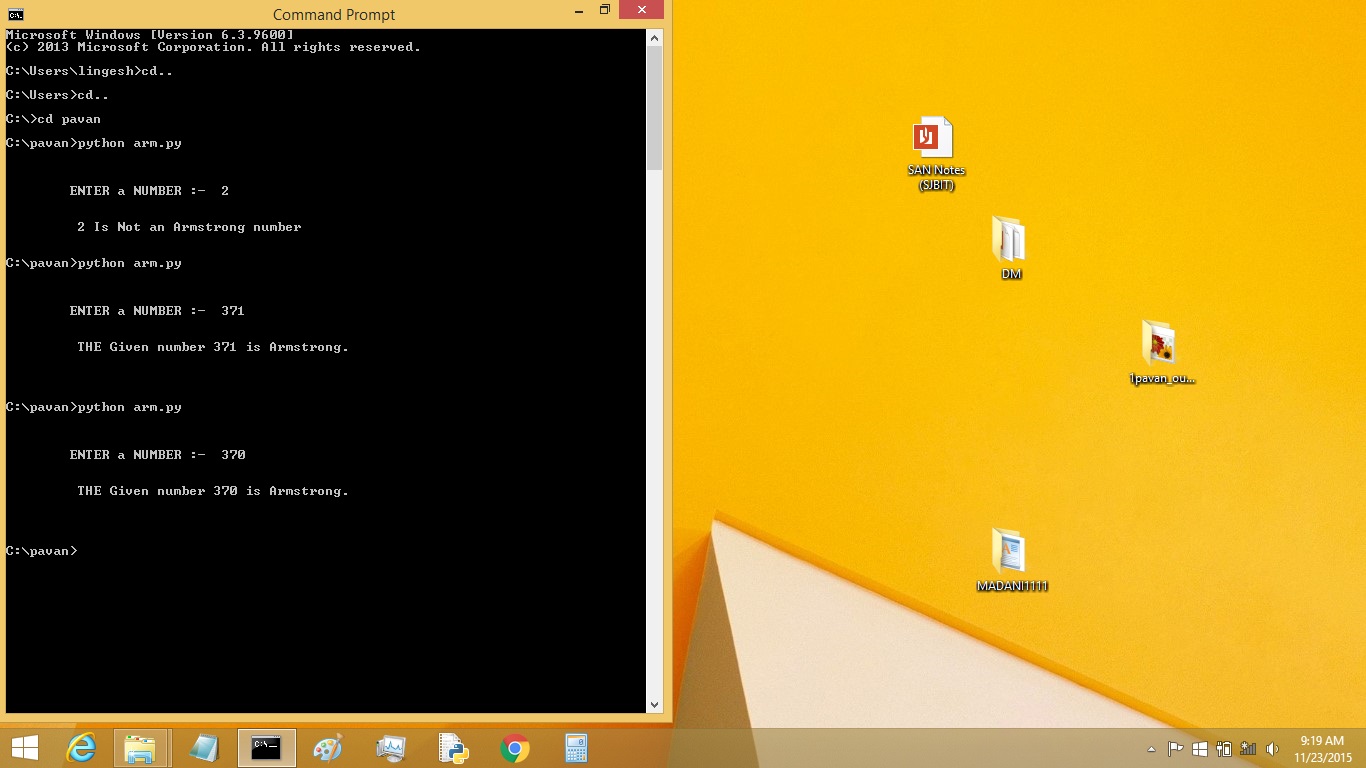 Command Prompt
Microsoft Windows [Version 6.3.9600]
(c) 2013 Microsoft Corporation. All rights reserved.
C:\Users\lingesh>cd..
C:\Users>cd..
C:\>cd pavan
C:\pavan>python arm.py
ENTER a NUMBER :-  2
2 Is Not an Armstrong number
C:\pavan>python arm.py
ENTER a NUMBER :-  371
THE Given number 371 is Armstrong.
C:\pavan>python arm.py
ENTER a NUMBER :-  370
THE Given number 370 is Armstrong.
C:\pavan>
SAN Notes
(SJBIT)
DM
1pavan_ou...
MADANI1111
C:\
9:19 AM
11/23/2015